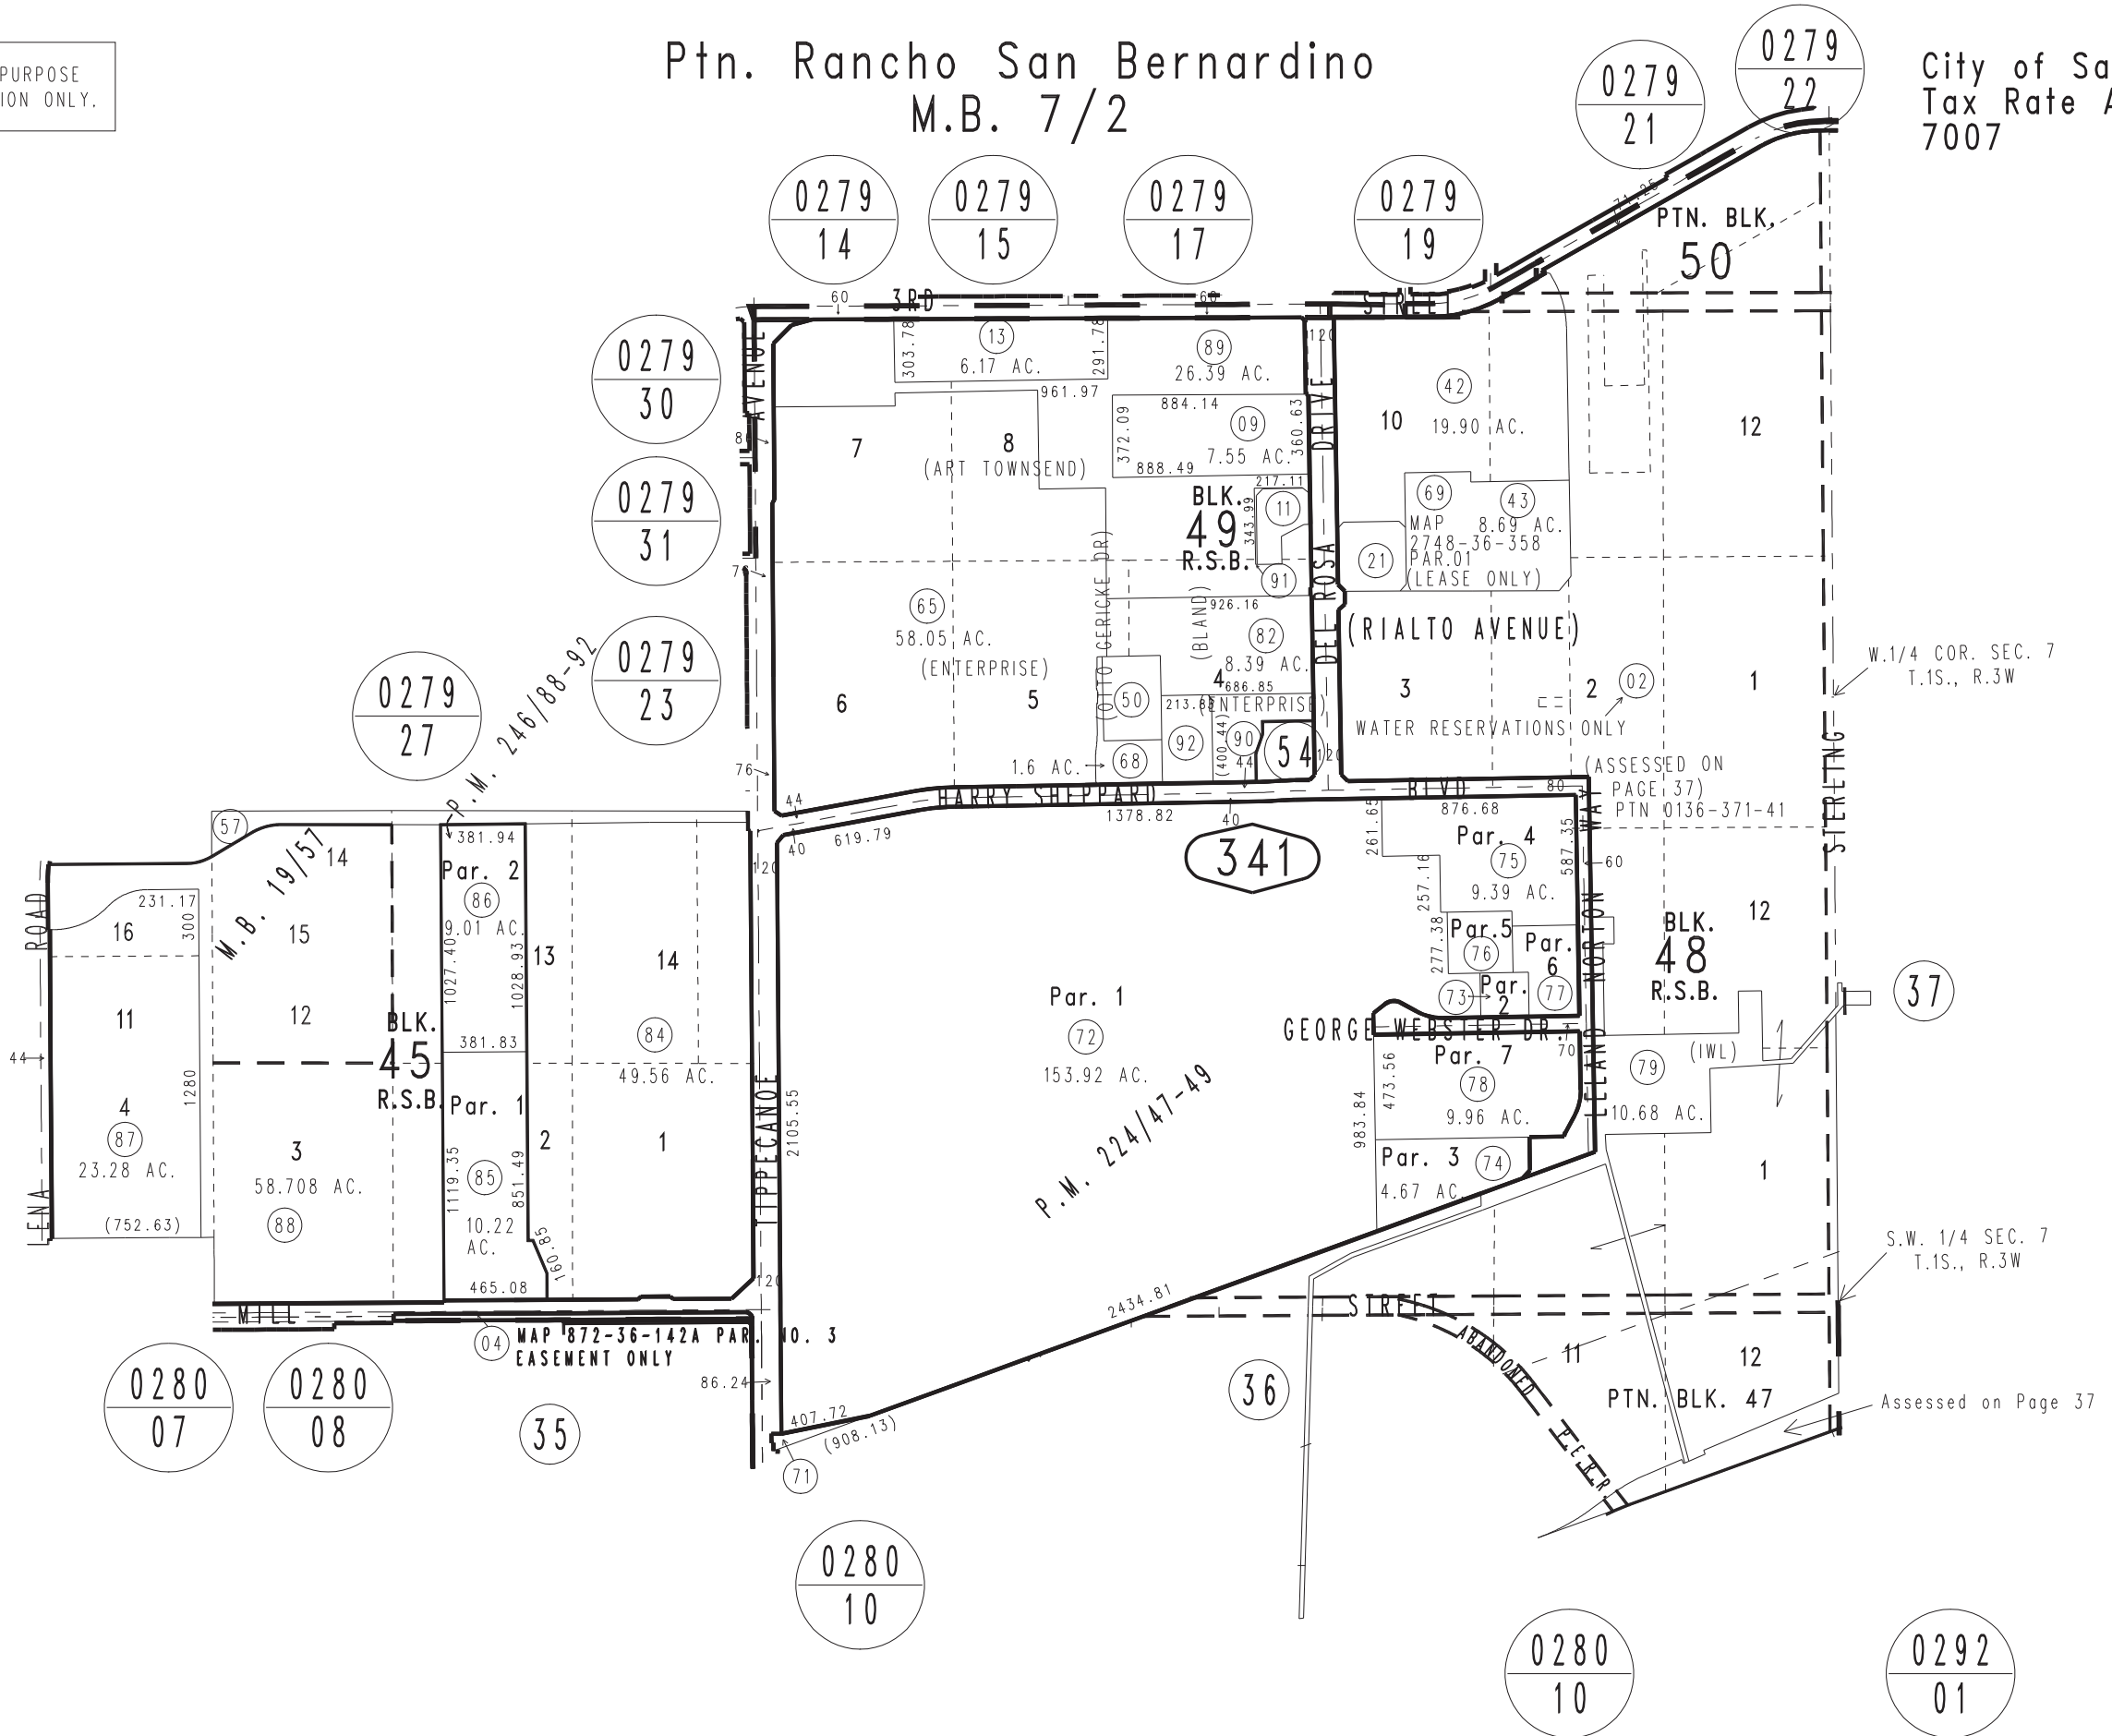 PURPOSE
ION ONLY.
Ptn. Rancho San Bernardino
M.B. 7/2
City of Sa
Tax Rate A
7007
0279
22
0279
21
0279
14
0279
15
0279
17
0279
19
PTN. BLK.
50
0279
30
0279
31
0279
23
0279
27
60
3RD
60
STREET
AVENUE
303.78
13
6.17 AC.
291.78
89
26.39 AC.
120
961.97
884.14
372.09
09
7.55 AC.
360.63
888.49
7
8
(ART TOWNSEND)
217.11
343.99
11
BLK.
49
R.S.B.
91
DEL ROSA DRIVE
10
42
19.90 AC.
12
69
43
MAP
8.69 AC.
2748-36-358
PAR.01
(LEASE ONLY)
21
(RIALTO AVENUE)
65
58.05 AC.
(ENTERPRISE)
(OTTO GERICKE DR)
(BLAND)
926.16
82
8.39 AC.
4
686.85
(ENTERPRISE)
6
5
50
213.83
92
(400.44)
90
44
54
120
1.6 AC.
68
3
2
02
1
WATER RESERVATIONS ONLY
(ASSESSED ON
PAGE 37)
PTN 0136-371-41
W.1/4 COR. SEC. 7
T.1S., R.3W
STERLING
76
44
40
619.79
HARRY SHEPPARD
BLVD
1378.82
40
876.68
80
341
P.M. 246/88-92
57
M.B. 19/57
14
381.94
Par. 2
86
9.01 AC.
1027.40
1028.93
381.83
231.17
300
16
15
11
12
13
14
BLK.
45
R.S.B.
84
49.56 AC.
44
1280
4
87
23.28 AC.
(752.63)
LENA
ROAD
3
58.708 AC.
88
Par. 1
1119.35
85
851.49
10.22
AC.
160.85
465.08
2
1
MILL
04
MAP 872-36-142A PAR. NO. 3
EASEMENT ONLY
120
TIPPECANOE
2105.55
120
86.24
Par. 1
72
153.92 AC.
P.M. 224/47-49
261.65
Par. 4
75
9.39 AC.
587.35
60
257.16
277.38
Par.5
76
Par.
6
77
73
Par.
2
GEORGE WEBSTER DR.
70
LELAND NORTON WAY
Par. 7
473.56
78
9.96 AC.
983.84
Par. 3
74
4.67 AC.
12
BLK.
48
R.S.B.
37
(IWL)
79
10.68 AC.
1
S.W. 1/4 SEC. 7
T.1S., R.3W
2434.81
STREET
ABANDONED
P.E.R.R
11
12
PTN. BLK. 47
Assessed on Page 37
407.72
(908.13)
71
36
35
0280
07
0280
08
0280
10
0280
10
0292
01